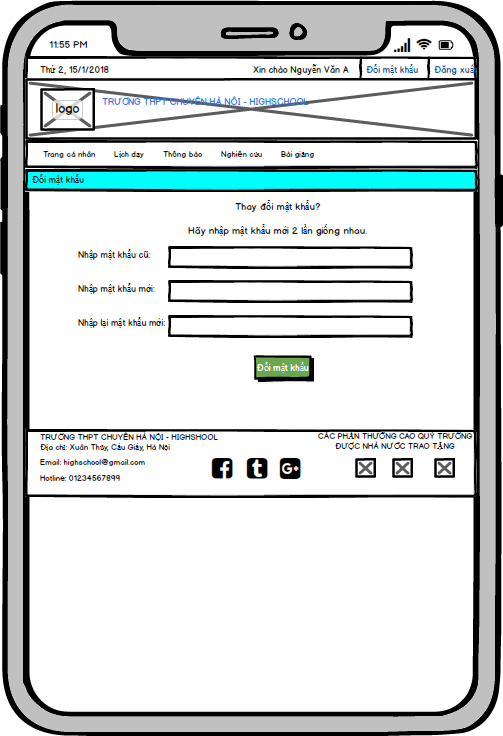 11:55 PM
Thứ 2, 15/1/2018
Xin chào Nguyễn Văn A
Đổi mật khẩu
Đăng xuất
logo
TRƯỜNG THPT CHUYÊN HÀ NỘI - HIGHSCHOOL
Trang cá nhân
Lịch dạy
Thông báo
Nghiên cứu
Bài giảng
Đổi mật khẩu
Thay đổi mật khẩu?
Hãy nhập mật khẩu mới 2 lần giống nhau.
Nhập mật khẩu cũ:
Nhập mật khẩu mới:
Nhập lại mật khẩu mới:
Đổi mật khẩu
TRƯỜNG THPT CHUYÊN HÀ NỘI - HIGHSCHOOL
Địa chỉ: Xuân Thủy, Cầu Giấy, Hà Nội
Email: highschool@gmail.com
Hotline: 01234567899
CÁC PHẦN THƯỞNG CAO QUÝ TRƯỜNG
ĐƯỢC NHÀ NƯỚC TRAO TẶNG